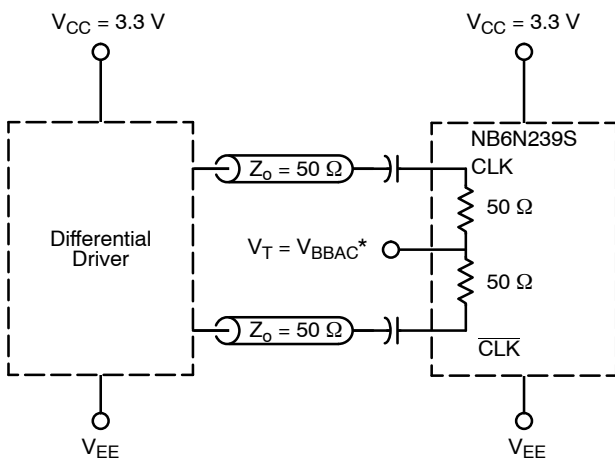 V_CC = 3.3 V
V_CC = 3.3 V
NB6N239S
Z_o = 50 Ω
CLK
50 Ω
Differential
Driver
V_T = V_BBAC*
50 Ω
Z_o = 50 Ω
C̅L̅K̅
V_EE
V_EE